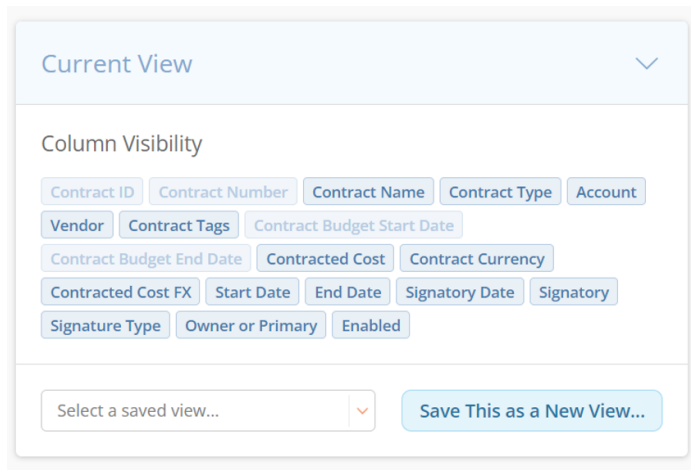 Current View
Column Visibility
Contract ID Contract Number Contract Name Contract Type Account
Vendor Contract Tags Contract Budget Start Date
Contract Budget End Date Contracted Cost Contract Currency
Contracted Cost FX Start Date End Date Signatory Date Signatory
Signature Type Owner or Primary Enabled
Select a saved view... Save This as a New View...